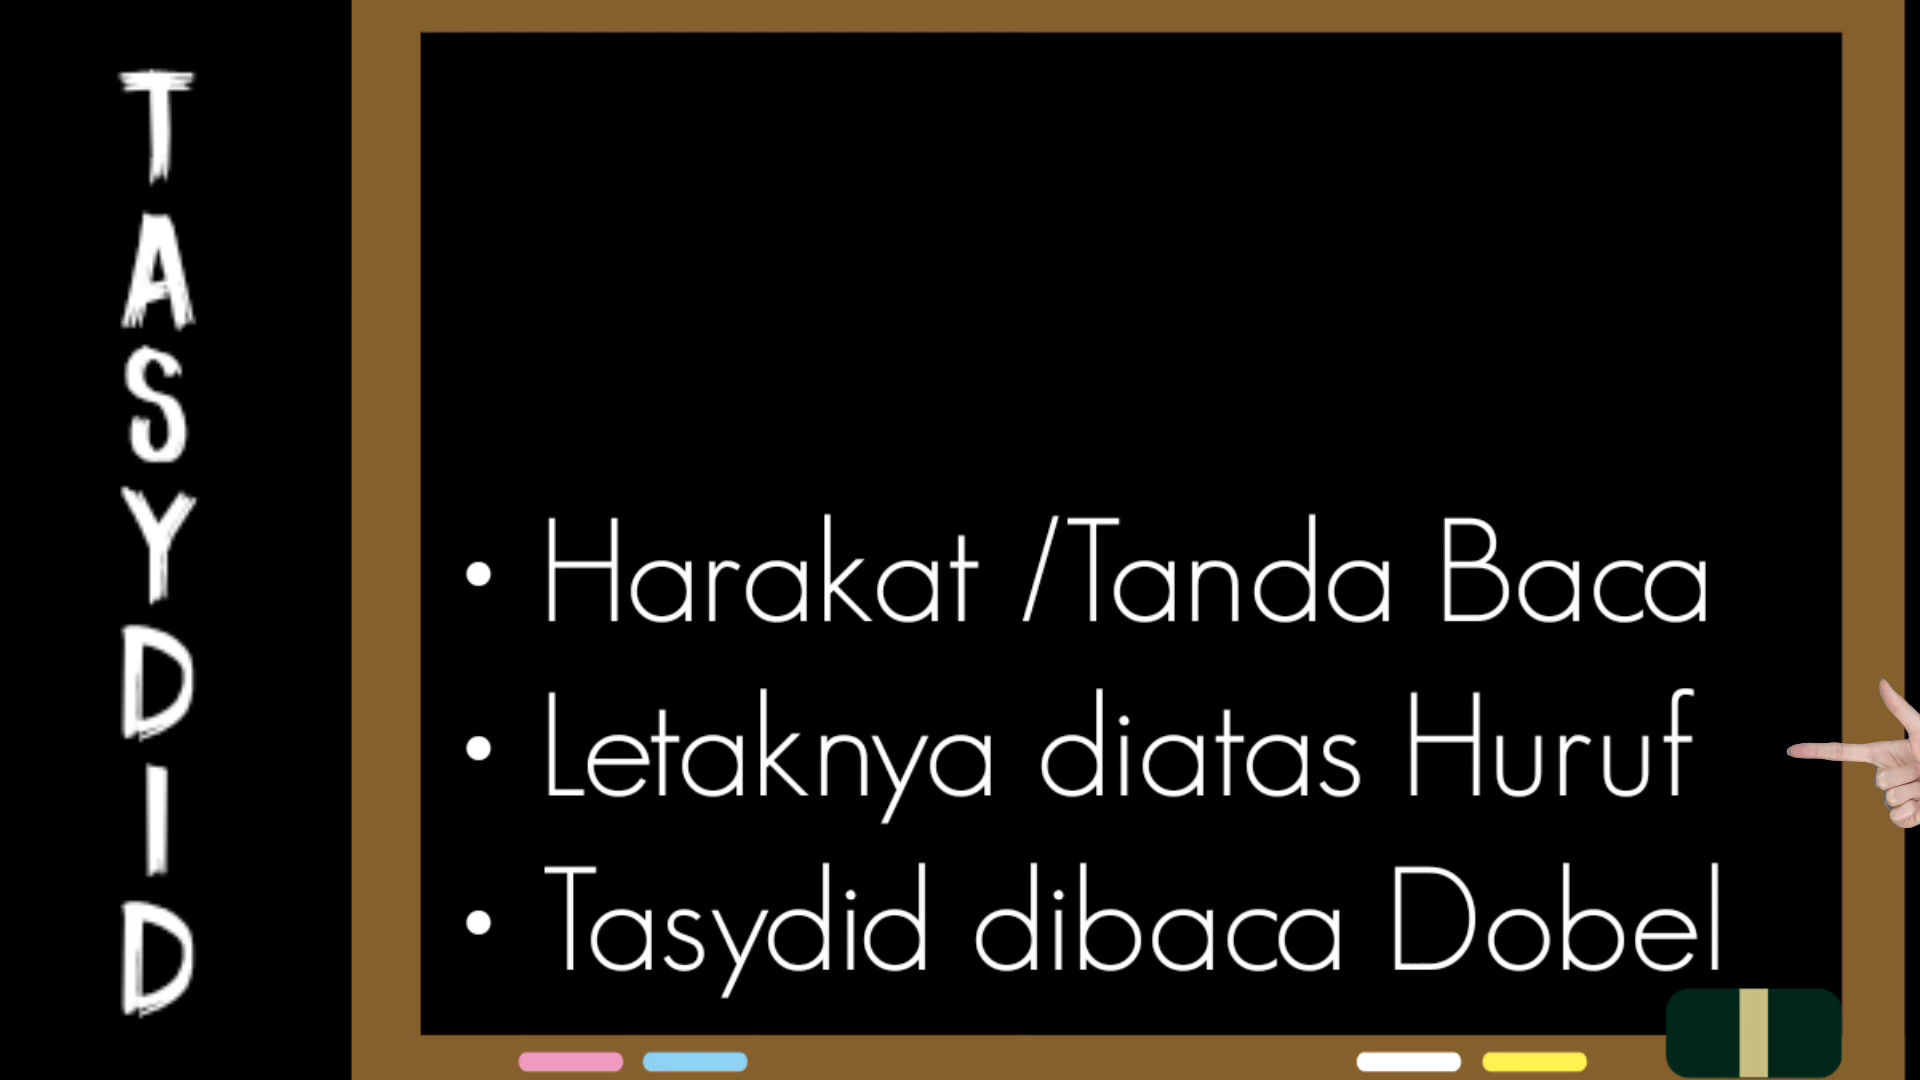 TASYDID
• Harakat /Tanda Baca
• Letaknya diatas Huruf
• Tasydid dibaca Dobel